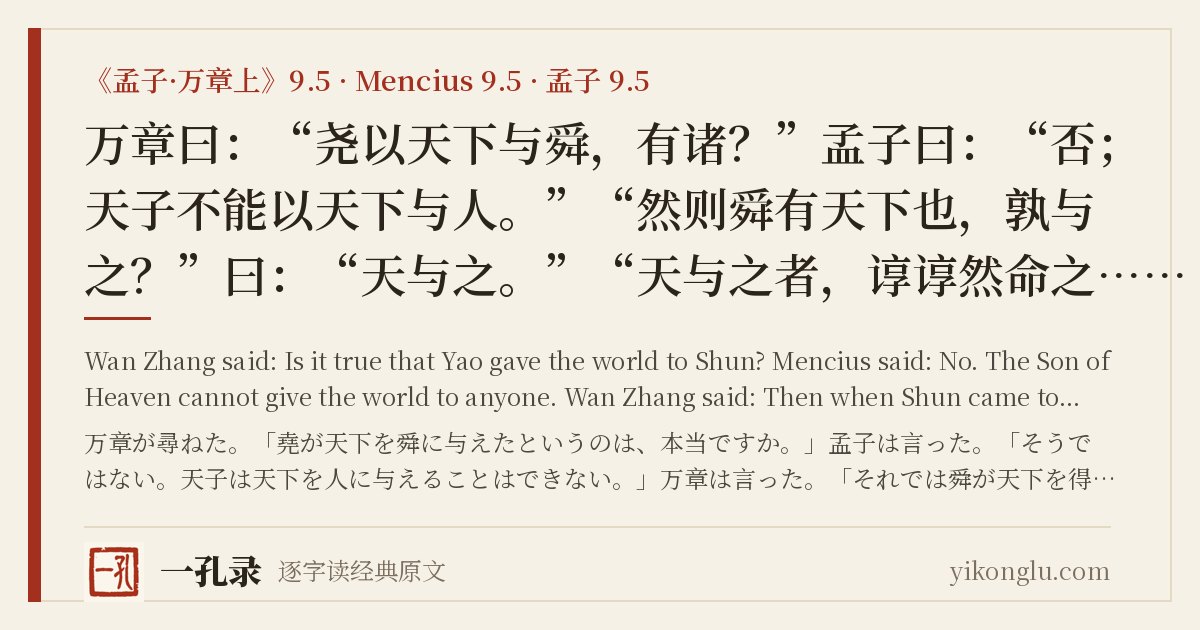 《孟子·万章上》9.5 · Mencius 9.5 · 孟子 9.5
万章曰：“尧以天下与舜，有诸？”孟子曰：“否；
天子不能以天下与人。”“然则舜有天下也，孰与
之？”曰：“天与之。”“天与之者，谆谆然命之……
Wan Zhang said: Is it true that Yao gave the world to Shun? Mencius said: No. The Son of
Heaven cannot give the world to anyone. Wan Zhang said: Then when Shun came to...
万章が尋ねた。「堯が天下を舜に与えたというのは、本当ですか。」孟子は言った。「そうで
はない。天子は天下を人に与えることはできない。」万章は言った。「それでは舜が天下を得…
一孔
一孔录 逐字读经典原文
yikonglu.com